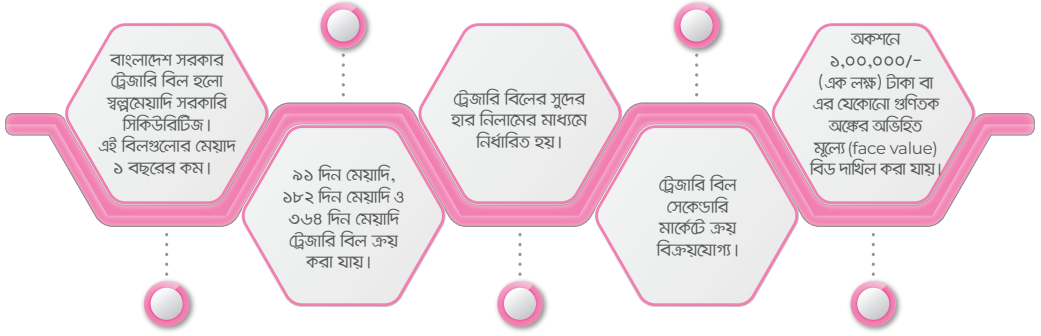 বাংলাদেশ সরকার
ট্রেজারি বিল হলো
স্বল্পমেয়াদি সরকারি
সিকিউরিটিজ।
এই বিলগুলোর মেয়াদ
১ বছরের কম।
৯১ দিন মেয়াদি,
১৮২ দিন মেয়াদি ও
৩৬৪ দিন মেয়াদি
ট্রেজারি বিল ক্রয়
করা যায়।
ট্রেজারি বিলের সুদের
হার নিলামের মাধ্যমে
নির্ধারিত হয়।
ট্রেজারি বিল
সেকেন্ডারি
মার্কেটে ক্রয়
বিক্রয়যোগ্য।
অকশনে
১,০০,০০০/-
(এক লক্ষ) টাকা বা
এর যেকোনো গুণিতক
অঙ্কের অভিহিত
মূল্যে (face value)
বিড দাখিল করা যায়।